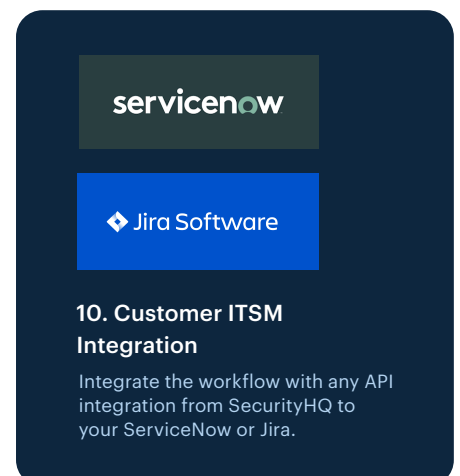 servicenow
Jira Software
10. Customer ITSM
Integration
Integrate the workflow with any API
integration from SecurityHQ to
your ServiceNow or Jira.